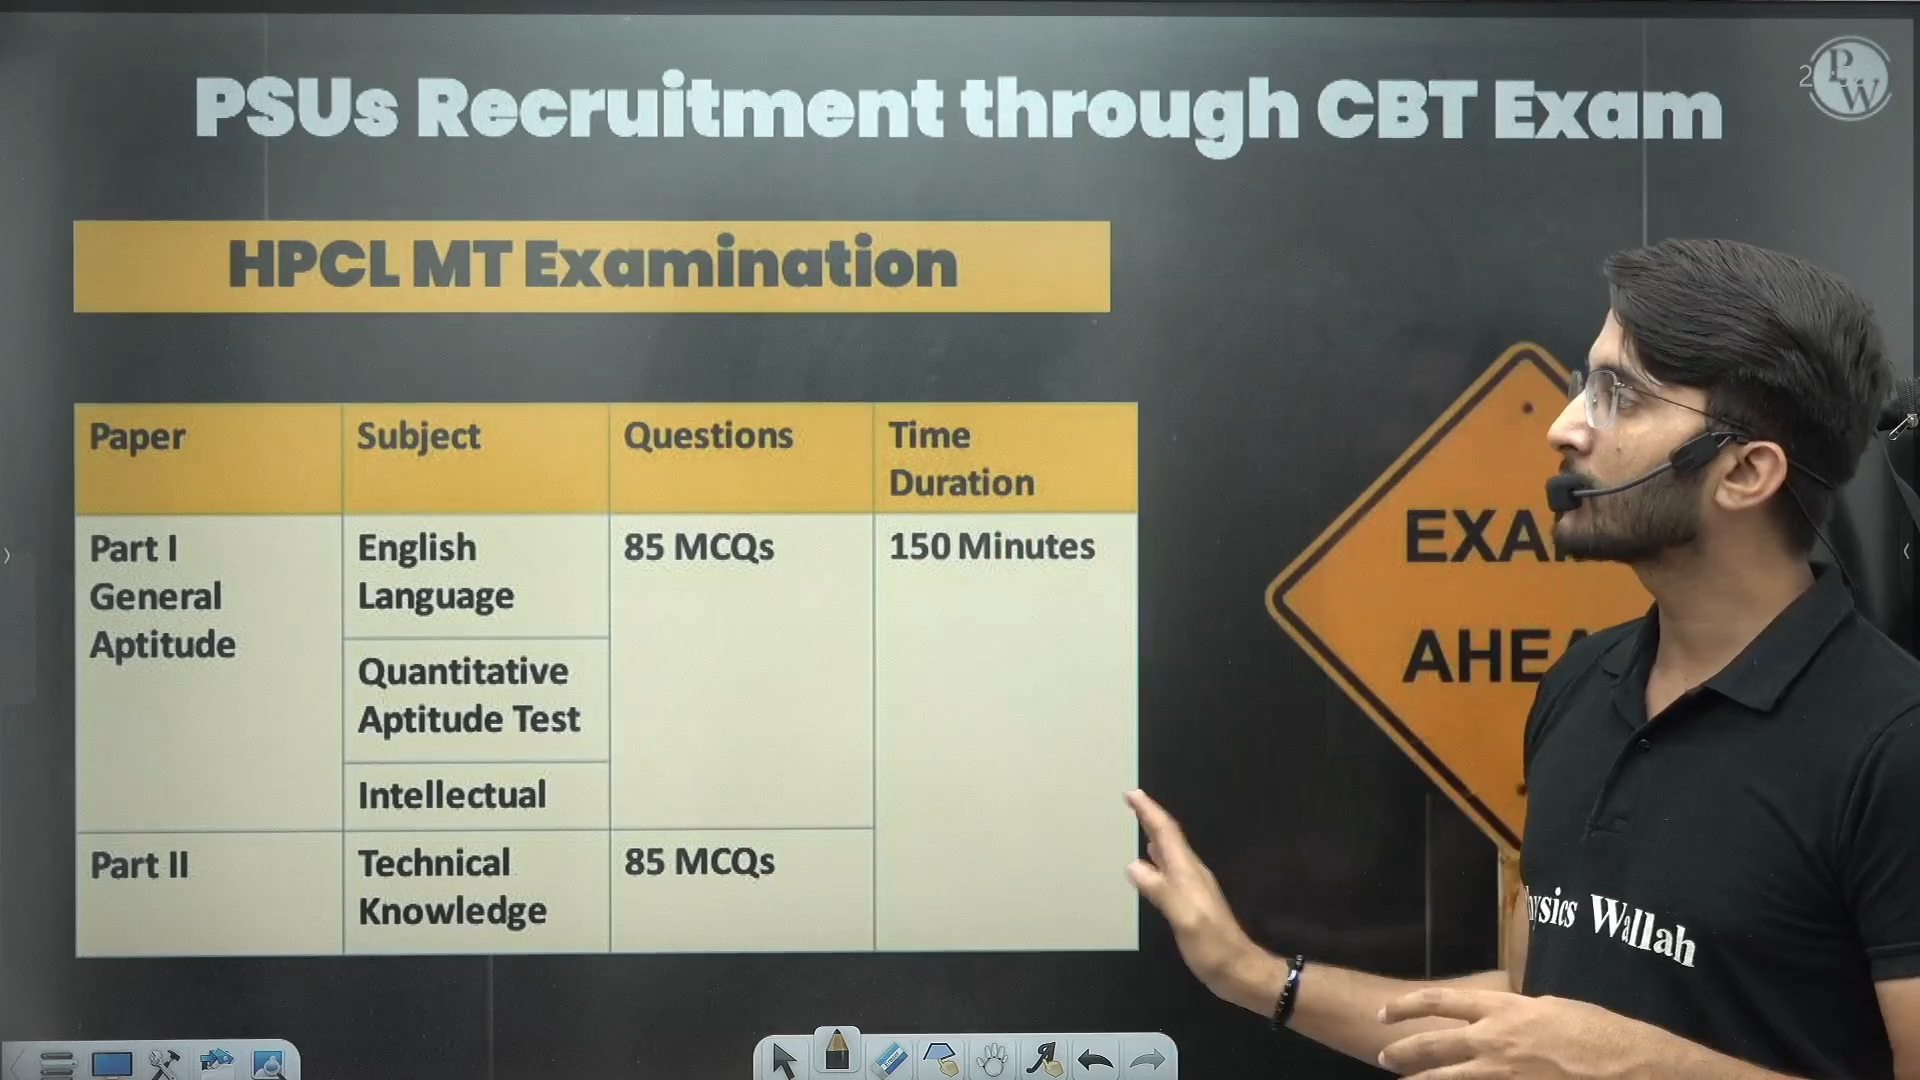 PSUs Recruitment through CBT Exam
PW
HPCL MT Examination
Paper
Subject
Questions
Time
Duration
Part I
General
Aptitude
English
Language
85 MCQs
150 Minutes
Quantitative
Aptitude Test
Intellectual
Part II
Technical
Knowledge
85 MCQs
EXA
AHEA
ysics Wallah